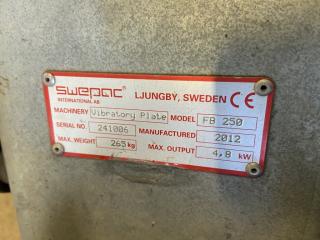 swepac
INTERNATIONAL AB
LJUNGBY, SWEDEN CE
MACHINERY Vibratory Plate MODEL FB 250
SERIAL NO. 241006 MANUFACTURED 2012
MAX. WEIGHT 265 kg MAX. OUTPUT 4,8 kW